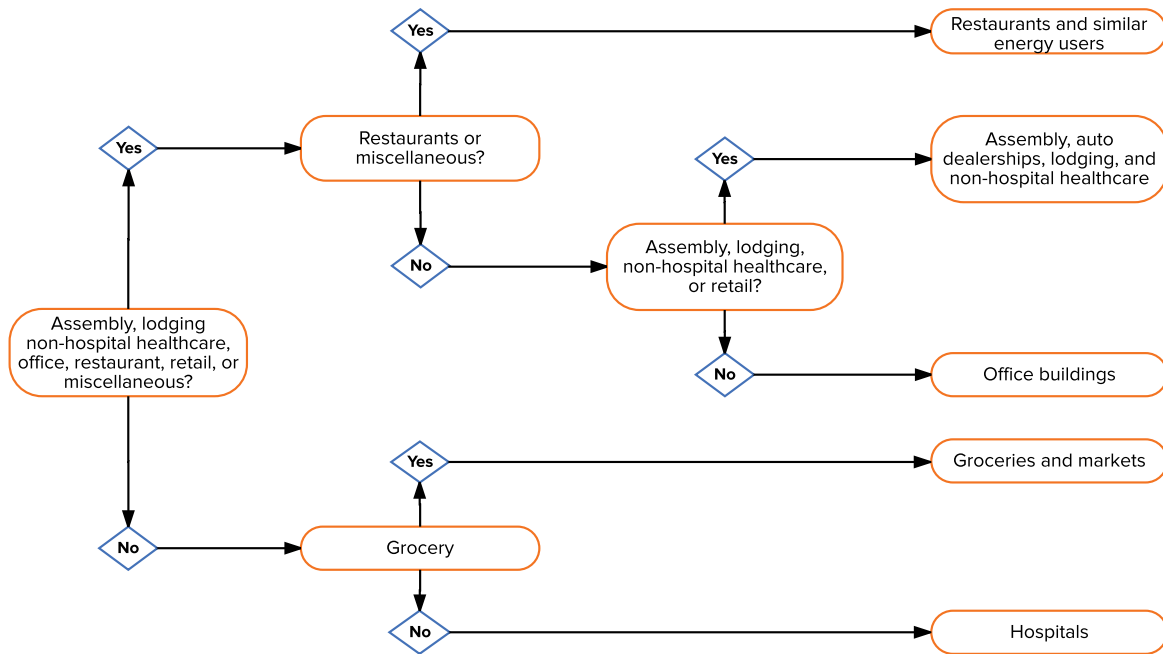 Yes
Restaurants and similar
energy users
Yes
Restaurants or
miscellaneous?
Yes
Assembly, auto
dealerships, lodging, and
non-hospital healthcare
No
Assembly, lodging,
non-hospital healthcare,
or retail?
Assembly, lodging
non-hospital healthcare,
office, restaurant, retail, or
miscellaneous?
No
Office buildings
Yes
Groceries and markets
No
Grocery
No
Hospitals